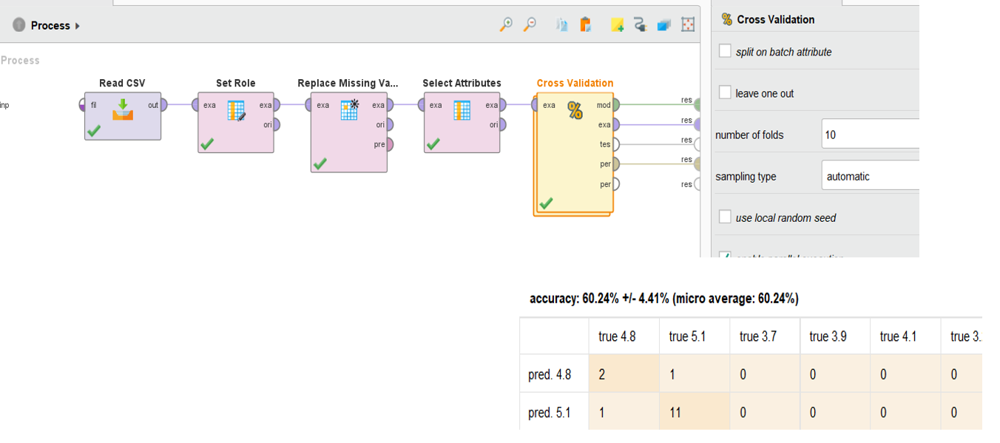 Process
Process
inp
Read CSV
fil
out
Set Role
exa
exa
ori
Replace Missing Va...
exa
exa
ori
pre
Select Attributes
exa
exa
ori
Cross Validation
exa
mod
exa
tes
per
per
res
res
res
res
res
% Cross Validation
split on batch attribute
leave one out
number of folds 10
sampling type automatic
use local random seed
enable parallel execution
accuracy: 60.24% +/- 4.41% (micro average: 60.24%)
true 4.8 true 5.1 true 3.7 true 3.9 true 4.1 true 3.
pred. 4.8 2 1 0 0 0 0
pred. 5.1 1 11 0 0 0 0